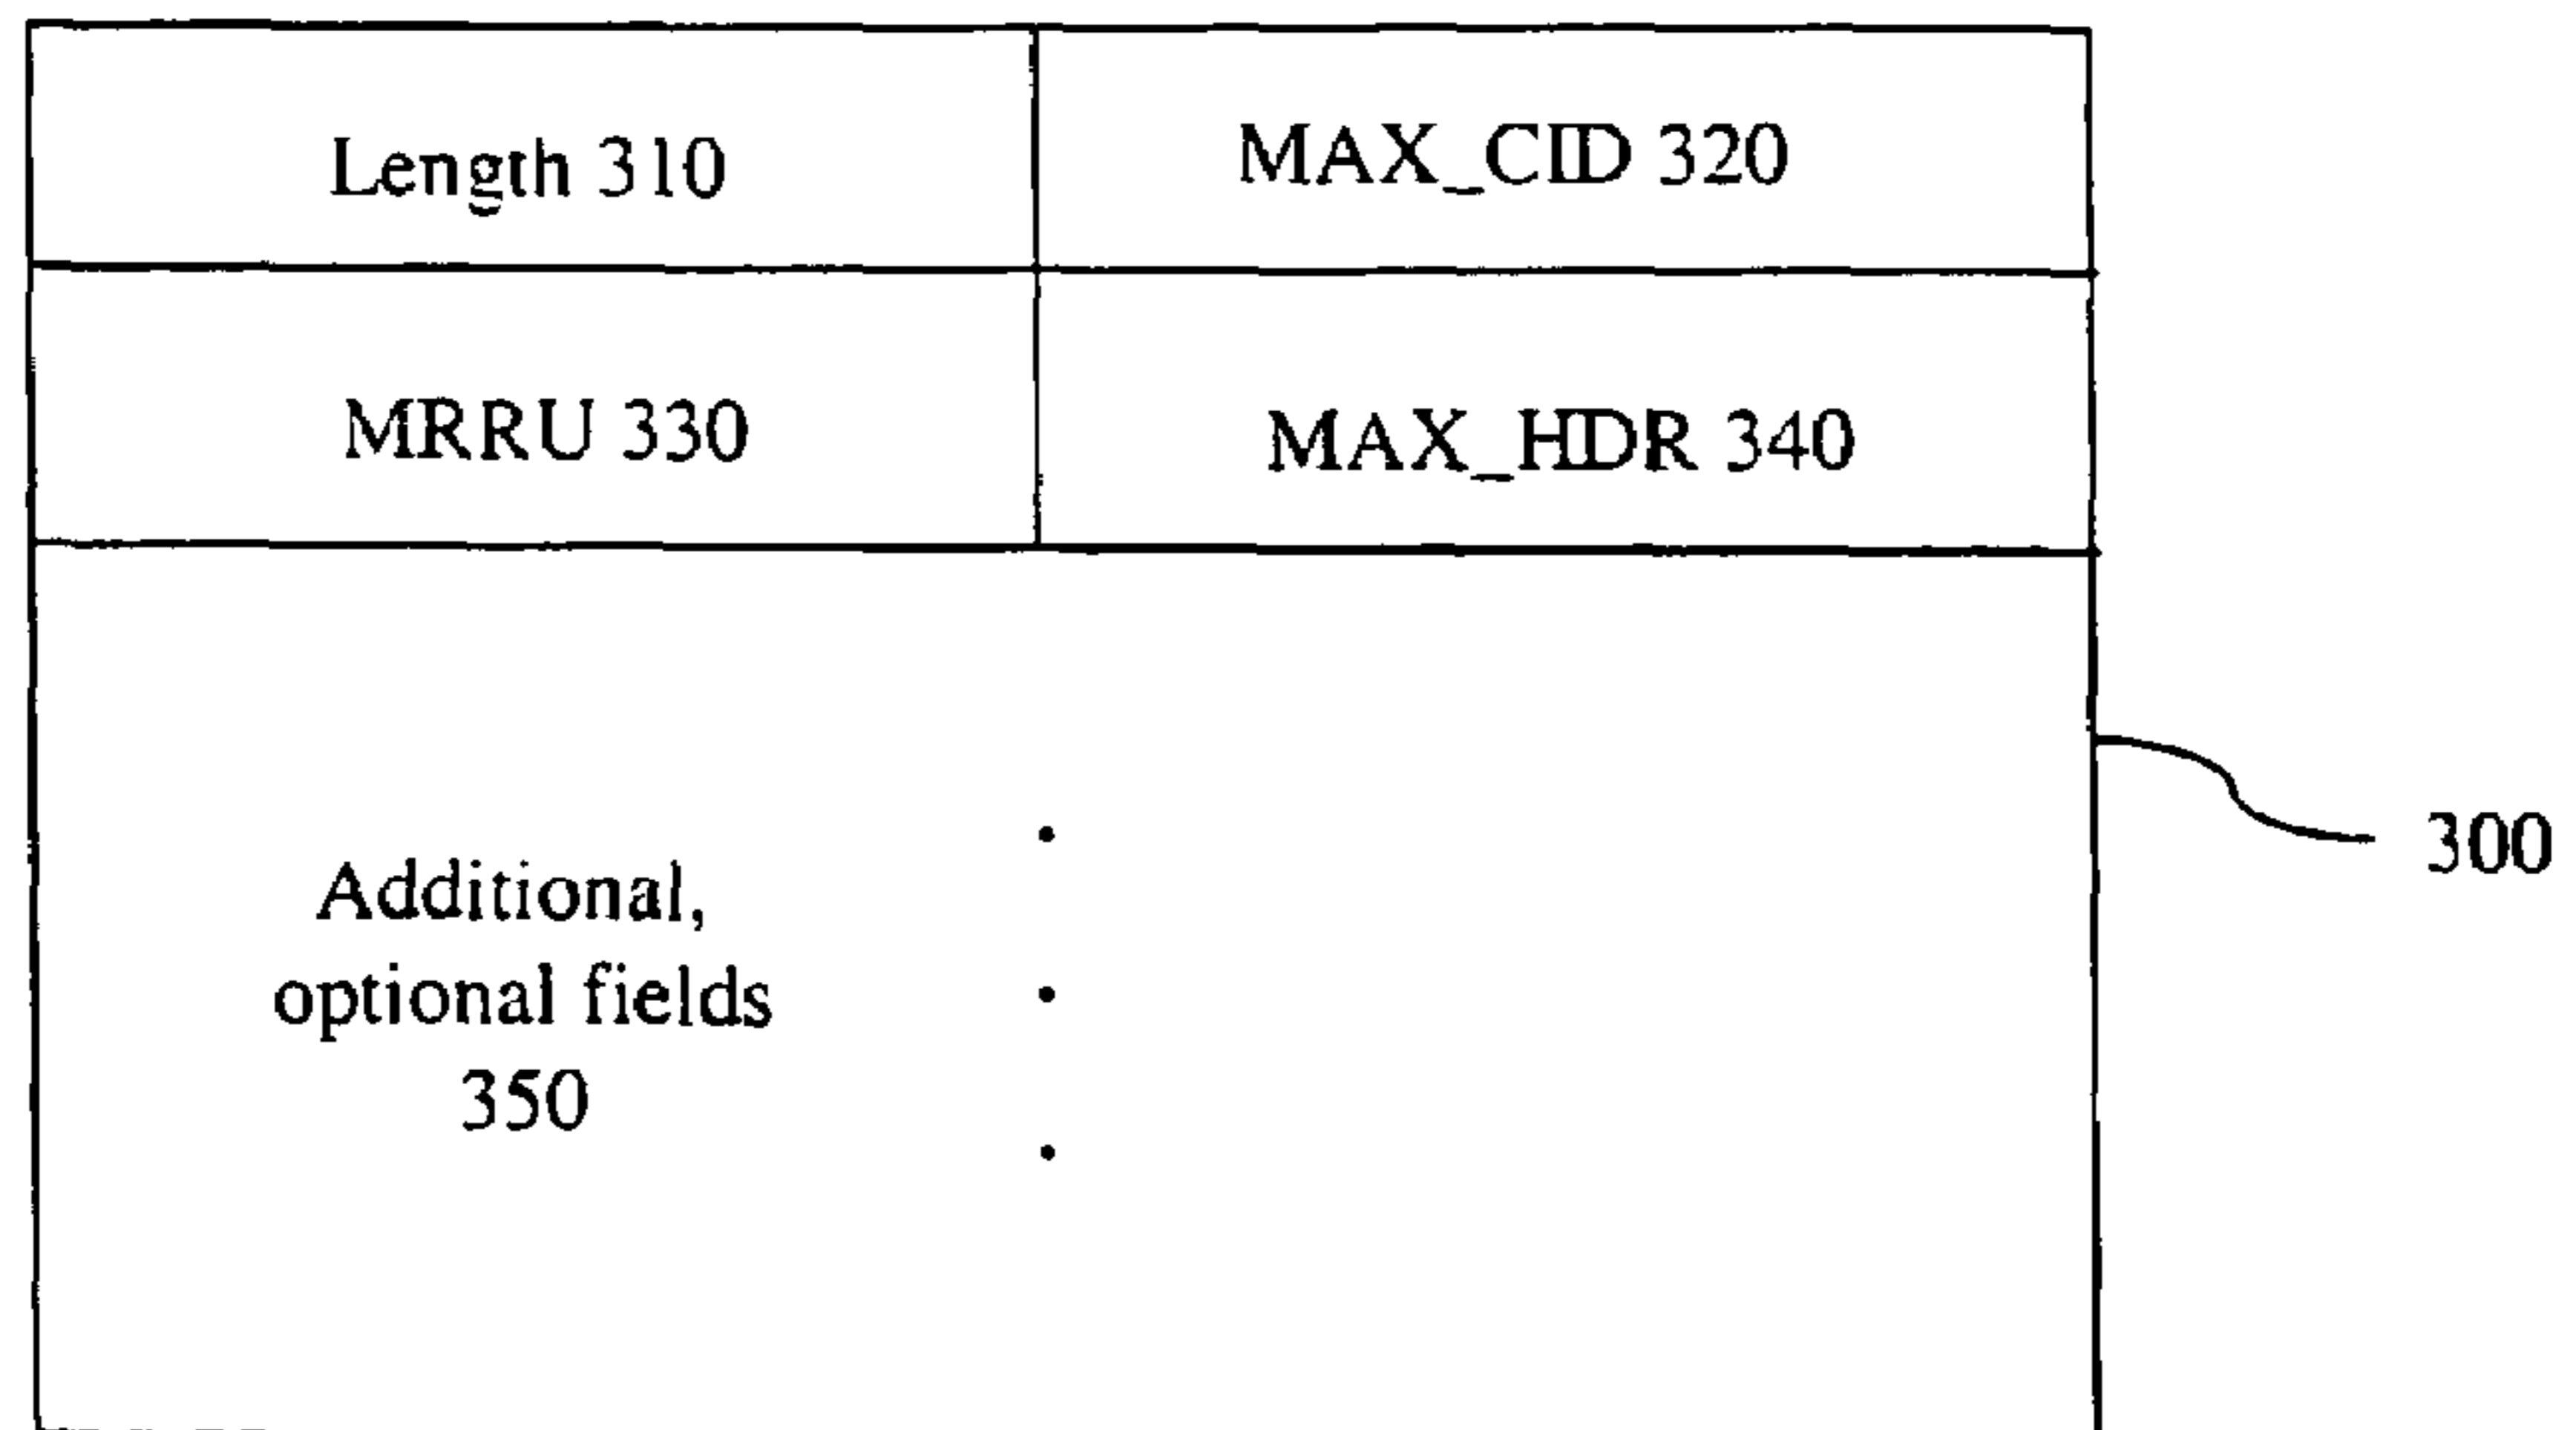 Length 310
MAX_CID 320
MRRU 330
MAX_HDR 340
300
Additional,
optional fields
350